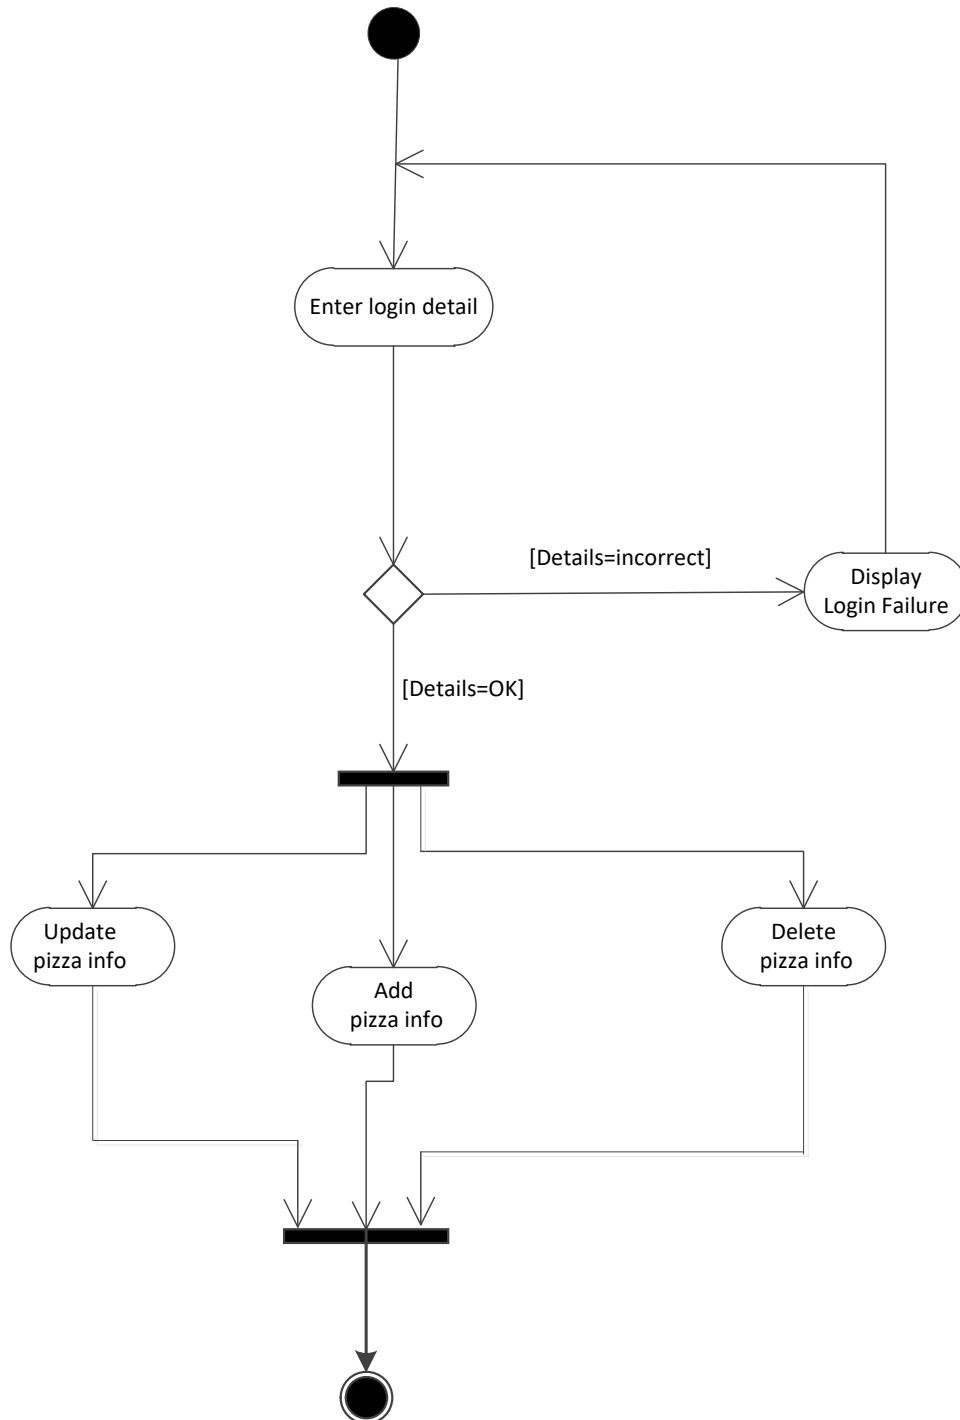 Enter login detail
[Details=incorrect]
Display
Login Failure
[Details=OK]
Update
pizza info
Add
pizza info
Delete
pizza info